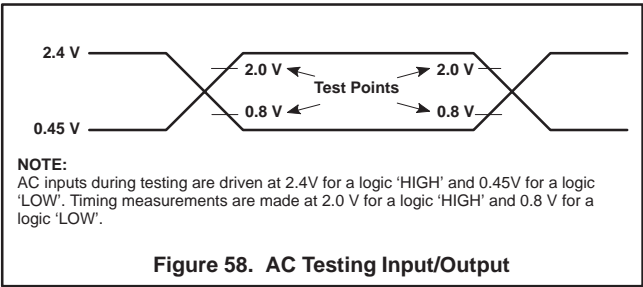 2.4 V
2.0 V
2.0 V
Test Points
0.8 V
0.8 V
0.45 V
NOTE:
AC inputs during testing are driven at 2.4V for a logic ‘HIGH’ and 0.45V for a logic
‘LOW’. Timing measurements are made at 2.0 V for a logic ‘HIGH’ and 0.8 V for a
logic ‘LOW’.
Figure 58. AC Testing Input/Output